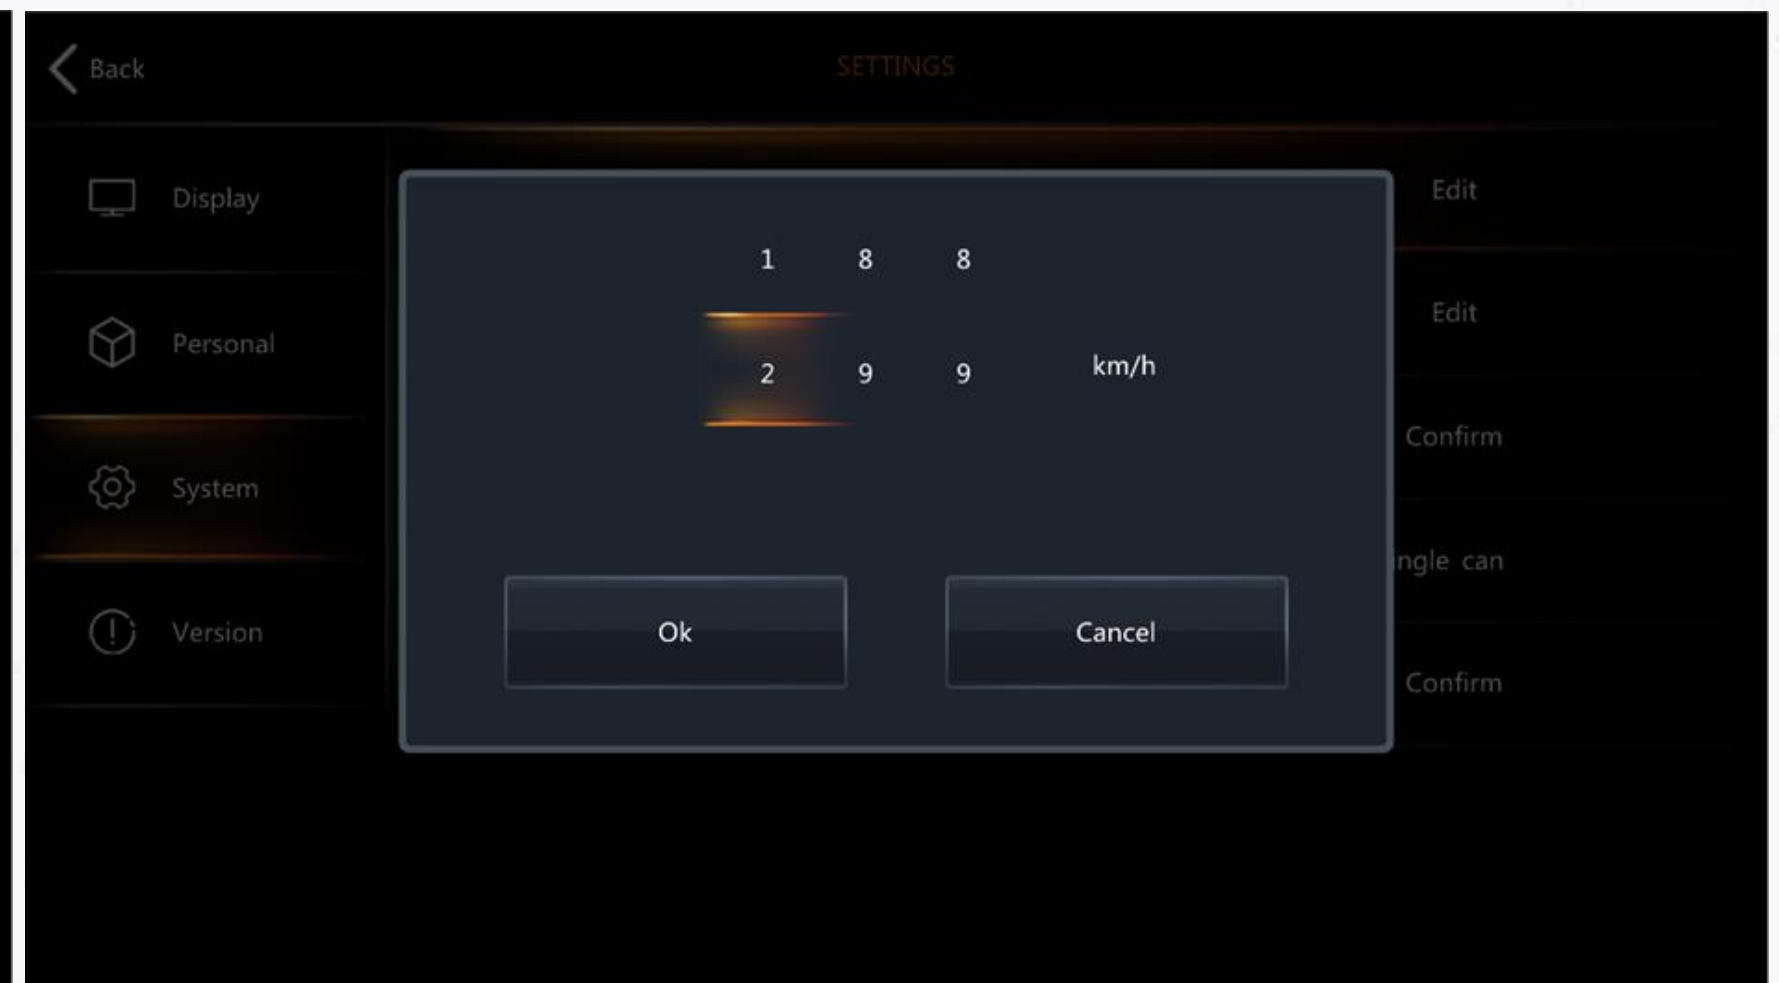 Back
SETTINGS
Display
Edit
1 8 8
Personal
Edit
2 9 9 km/h
System
Confirm
ngle can
Version
Ok
Cancel
Confirm